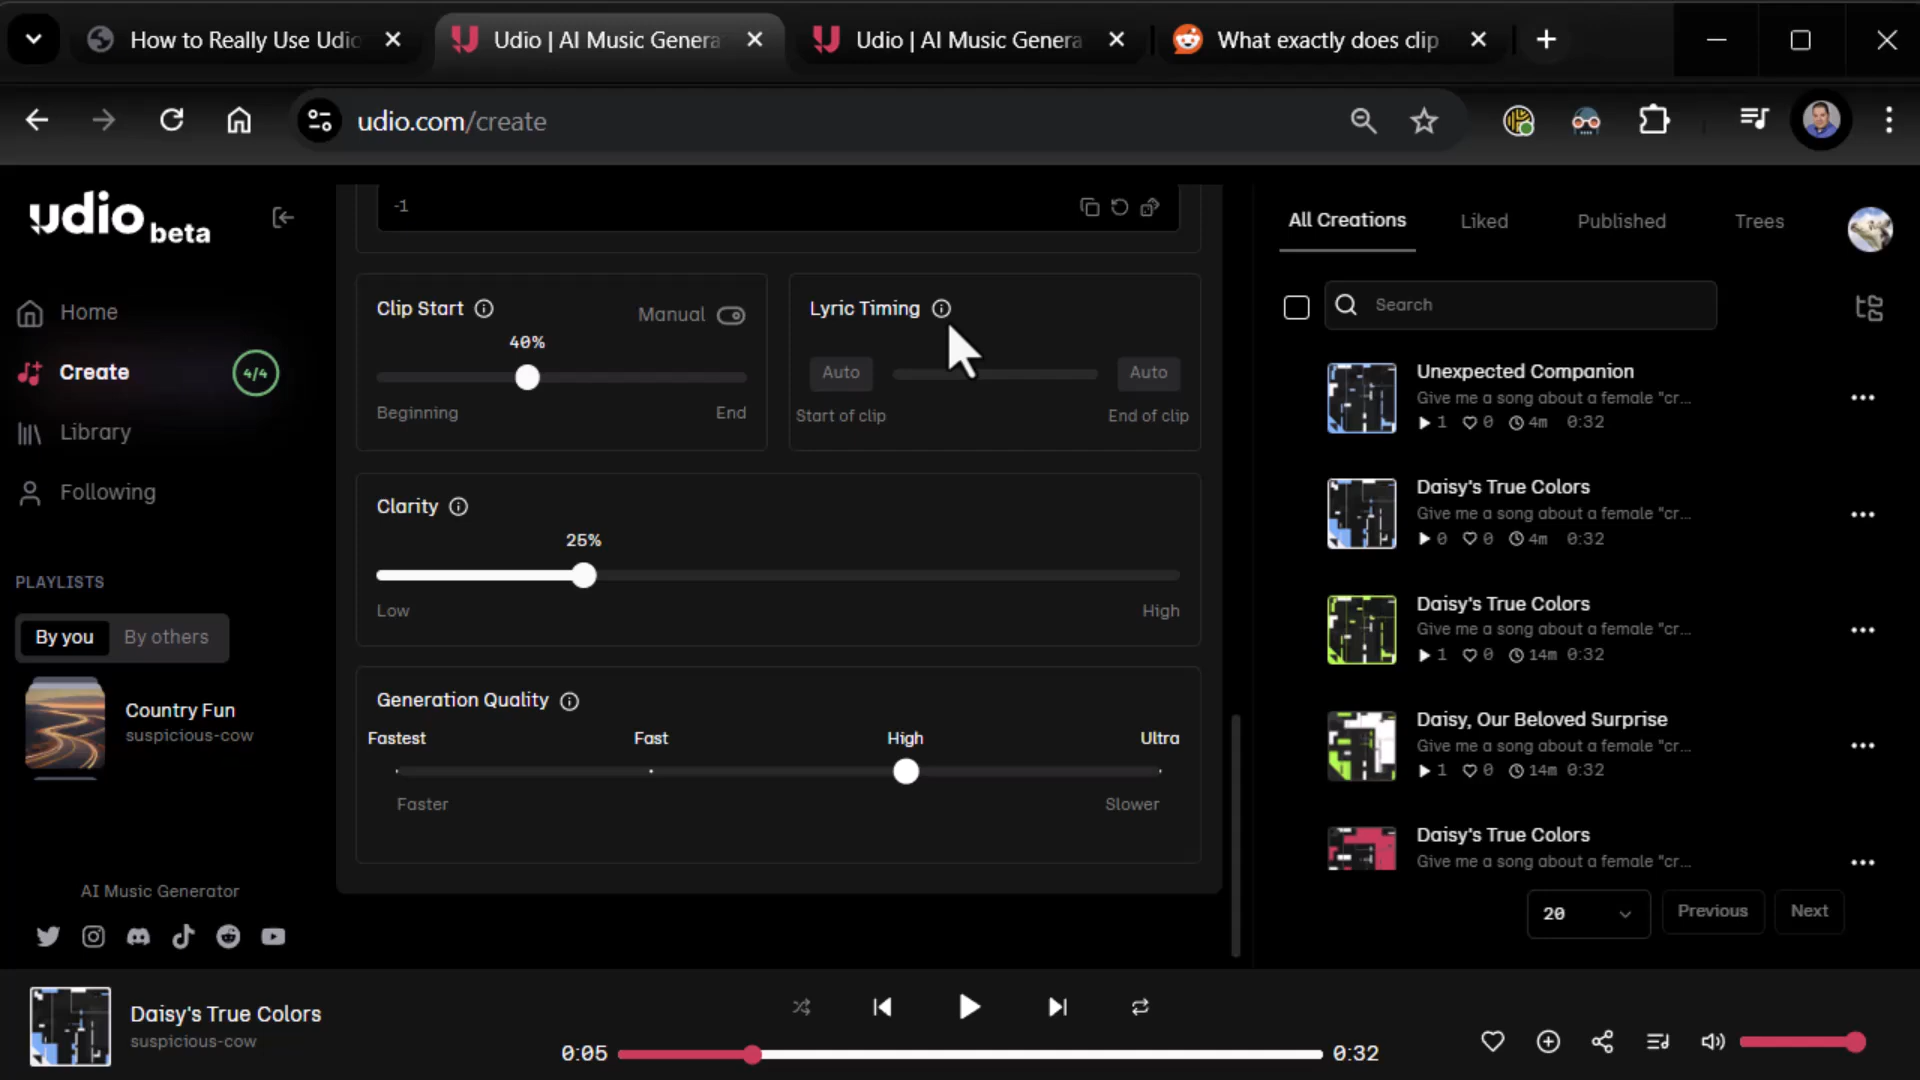 How to Really Use Udio
Udio | AI Music Genera
Udio | AI Music Genera
What exactly does clip
udio.com/create
udio beta
Home
Create
4/4
Library
Following
PLAYLISTS
By you
By others
Country Fun
suspicious-cow
AI Music Generator
-1
Clip Start
Manual
40%
Beginning
End
Lyric Timing
Auto
Auto
Start of clip
End of clip
Clarity
25%
Low
High
Generation Quality
Fastest
Fast
High
Ultra
Faster
Slower
All Creations
Liked
Published
Trees
Search
Unexpected Companion
Give me a song about a female "cr...
1 0 4m 0:32
Daisy's True Colors
Give me a song about a female "cr...
0 0 4m 0:32
Daisy's True Colors
Give me a song about a female "cr...
1 0 14m 0:32
Daisy, Our Beloved Surprise
Give me a song about a female "cr...
1 0 14m 0:32
Daisy's True Colors
Give me a song about a female "cr...
20
Previous
Next
Daisy's True Colors
suspicious-cow
0:05
0:32